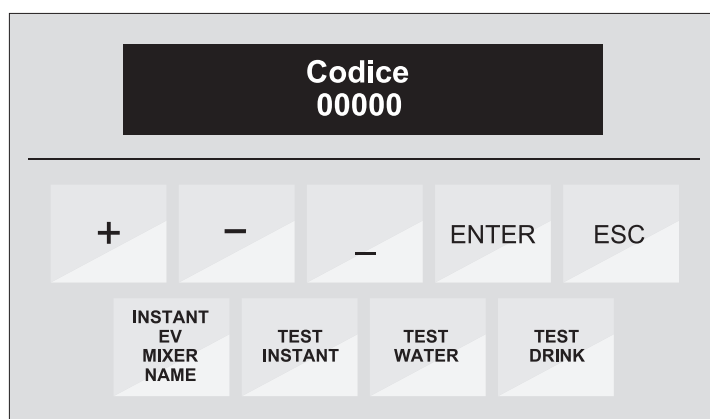 Codice
00000
+ - _ ENTER ESC
INSTANT
EV
MIXER
NAME
TEST
INSTANT
TEST
WATER
TEST
DRINK